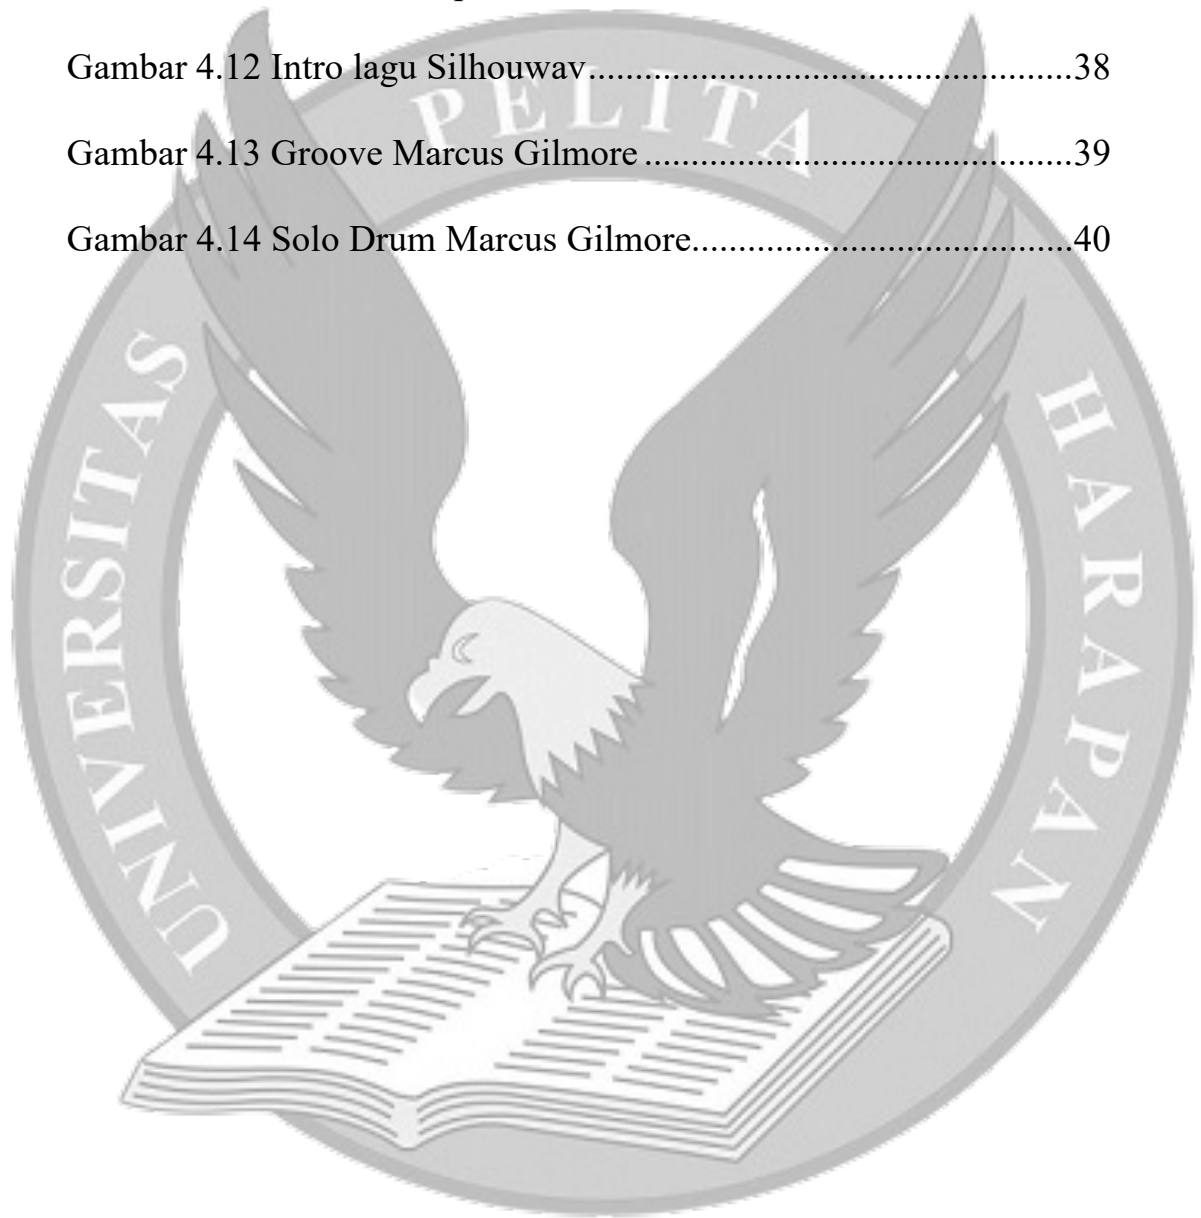 Gambar 4.12 Intro lagu Silhouwav....................................................38
Gambar 4.13 Groove Marcus Gilmore..............................................39
Gambar 4.14 Solo Drum Marcus Gilmore.........................................40
UNIVERSITAS PELITA HARAPAN